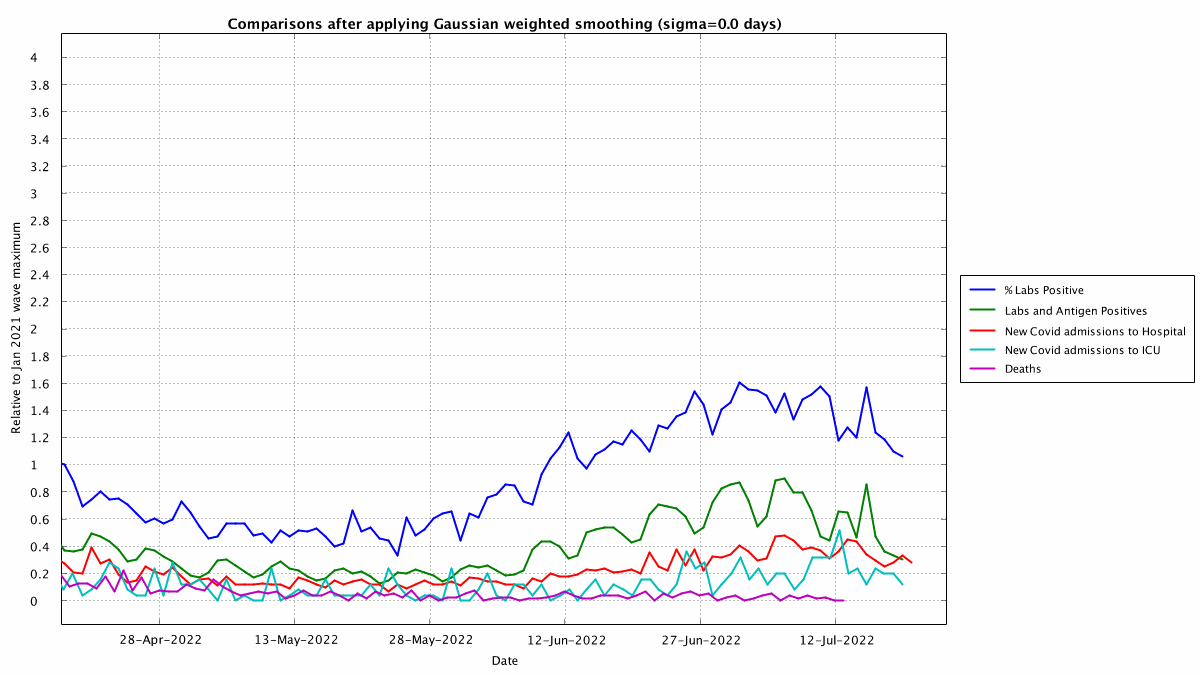 Comparisons after applying Gaussian weighted smoothing (sigma=0.0 days)
4
3.8
3.6
3.4
3.2
3
2.8
2.6
2.4
2.2
2
1.8
1.6
1.4
1.2
1
0.8
0.6
0.4
0.2
0
Relative to Jan 2021 wave maximum
28-Apr-2022 13-May-2022 28-May-2022 12-Jun-2022 27-Jun-2022 12-Jul-2022
Date
% Labs Positive
Labs and Antigen Positives
New Covid admissions to Hospital
New Covid admissions to ICU
Deaths